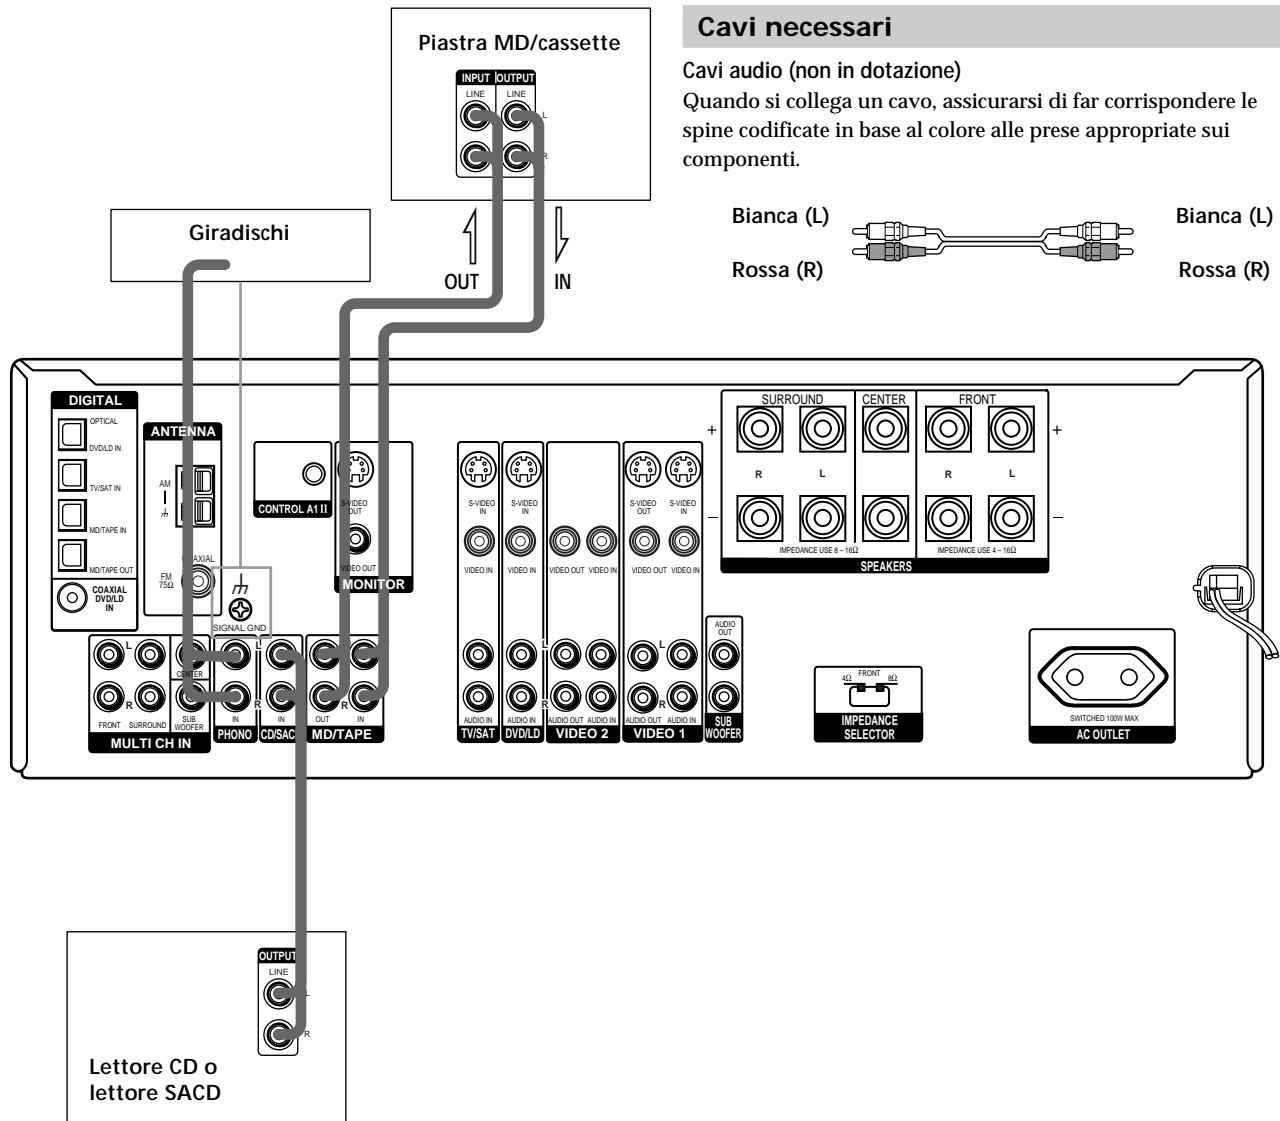 Piastra MD/cassette
INPUT OUTPUT
LINE LINE
L
R
OUT IN
Cavi necessari
Cavi audio (non in dotazione)
Quando si collega un cavo, assicurarsi di far corrispondere le
spine codificate in base al colore alle prese appropriate sui
componenti.
Bianca (L) Bianca (L)
Rossa (R) Rossa (R)
Giradischi
DIGITAL
OPTICAL
DVD/LD IN
TV/SAT IN
MD/TAPE IN
MD/TAPE OUT
COAXIAL
DVD/LD
IN
ANTENNA
AM
FM
75Ω
SIGNAL GND
CONTROL A1 II
S-VIDEO
OUT
VIDEO OUT
MONITOR
S-VIDEO
IN
S-VIDEO
IN
S-VIDEO
OUT
S-VIDEO
IN
VIDEO IN VIDEO IN VIDEO OUT VIDEO IN VIDEO OUT VIDEO IN
SURROUND CENTER FRONT
+ +
R L R L
– –
IMPEDANCE USE 8 – 16Ω IMPEDANCE USE 4 – 16Ω
SPEAKERS
L
CENTER
R
FRONT SURROUND SUB
WOOFER
MULTI CH IN
L
R
IN
PHONO
IN
CD/SACD
R
OUT IN
MD/TAPE
L
R
AUDIO IN AUDIO IN AUDIO OUT AUDIO IN
TV/SAT DVD/LD VIDEO 2
L
R
AUDIO OUT AUDIO IN
VIDEO 1
AUDIO
OUT
SUB
WOOFER
FRONT
4Ω 8Ω
IMPEDANCE
SELECTOR
SWITCHED 100W MAX
AC OUTLET
OUTPUT
LINE
L
R
Lettore CD o
lettore SACD